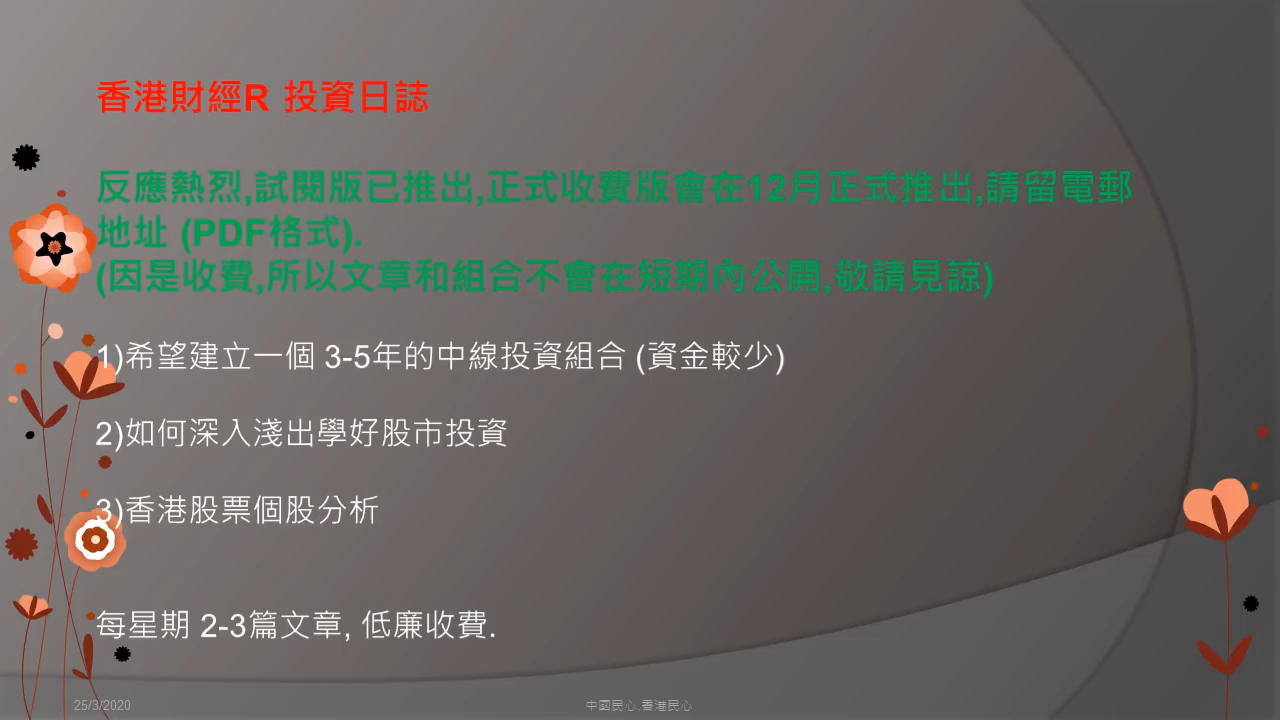 香港財經R 投資日誌
反應熱烈,試閱版已推出,正式收費版會在12月正式推出,請留電郵
地址 (PDF格式).
(因是收費,所以文章和組合不會在短期內公開,敬請見諒)
1)希望建立一個 3-5年的中線投資組合 (資金較少)
2)如何深入淺出學好股市投資
3)香港股票個股分析
每星期 2-3篇文章, 低廉收費.
25/3/2020
中國民心.香港民心